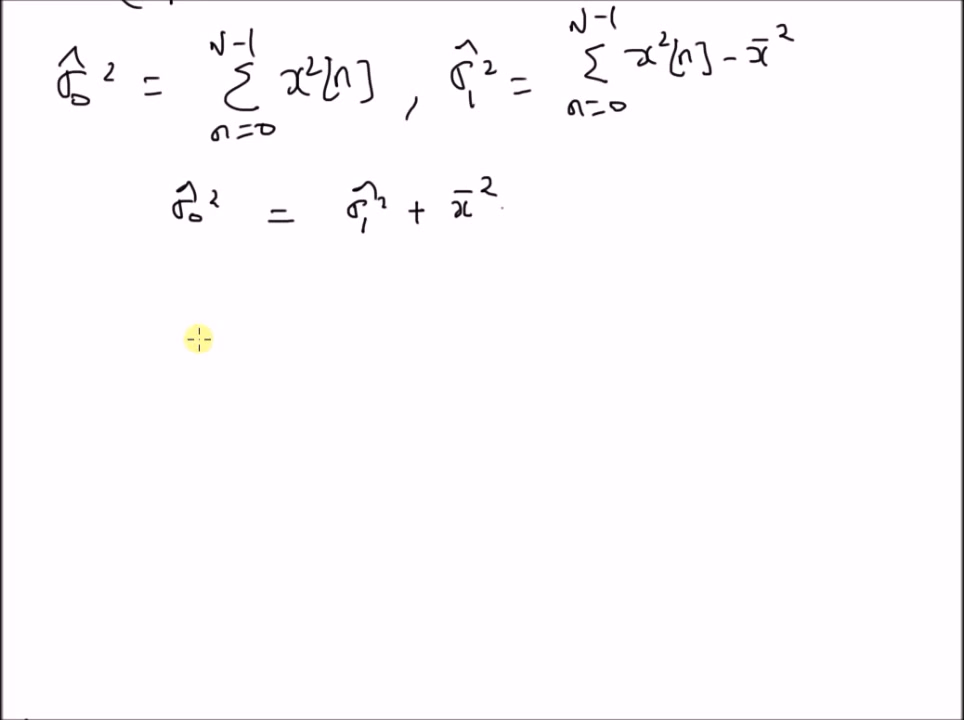 σ̂₀² = Σ_{n=0}^{N-1} x²[n] , σ̂₁² = Σ_{n=0}^{N-1} x²[n] - x̄²
σ̂₀² = σ̂₁² + x̄²